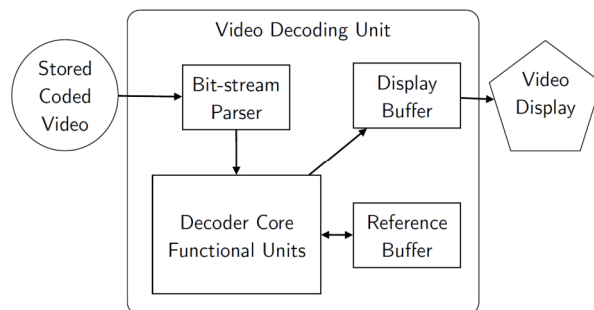 Video Decoding Unit
Stored
Coded
Video
Bit-stream
Parser
Display
Buffer
Video
Display
Decoder Core
Functional Units
Reference
Buffer